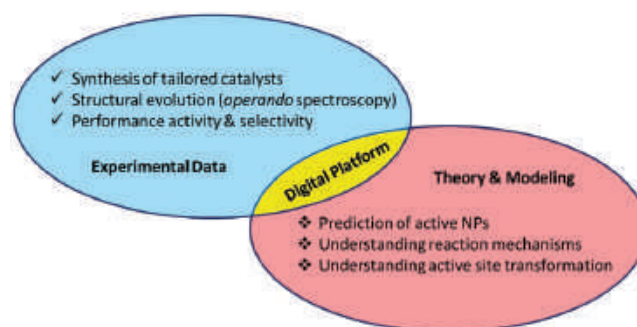 ✓ Synthesis of tailored catalysts
✓ Structural evolution (operando spectroscopy)
✓ Performance activity & selectivity
Experimental Data
Digital Platform
Theory & Modeling
❖ Prediction of active NPs
❖ Understanding reaction mechanisms
❖ Understanding active site transformation